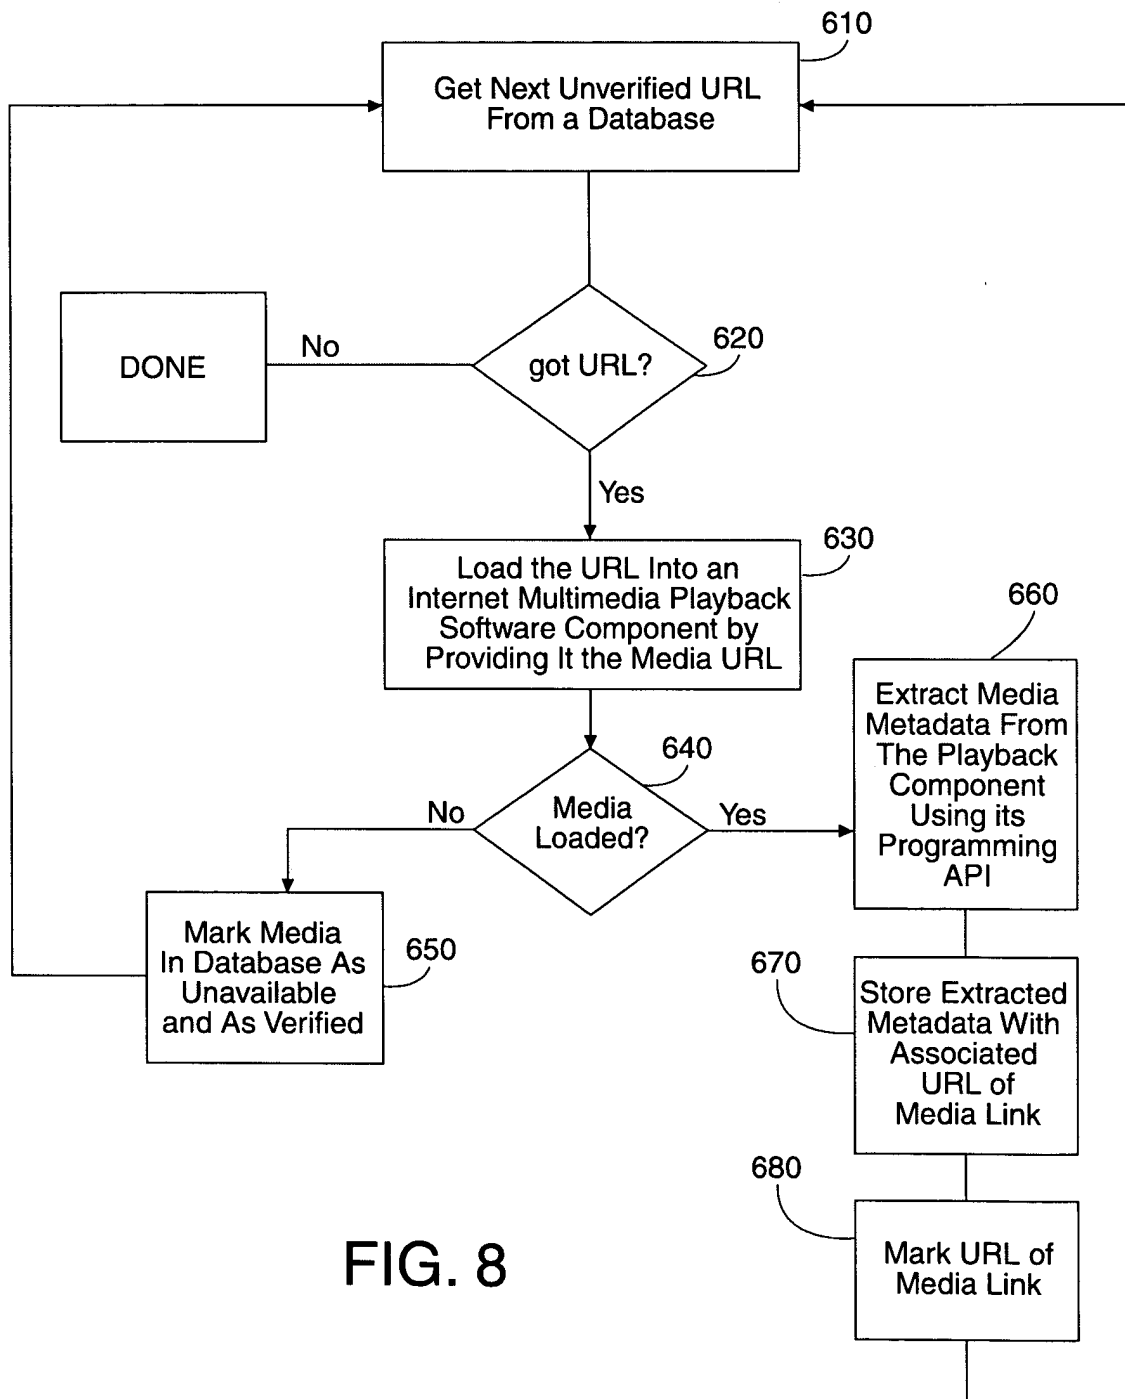 610
Get Next Unverified URL
From a Database
DONE
No
got URL?
620
Yes
630
Load the URL Into an
Internet Multimedia Playback
Software Component by
Providing It the Media URL
660
Extract Media
Metadata From
The Playback
Component
Using its
Programming
API
640
Media
Loaded?
No
Yes
Mark Media
In Database As
Unavailable
and As Verified
650
670
Store Extracted
Metadata With
Associated
URL of
Media Link
680
Mark URL of
Media Link
FIG. 8